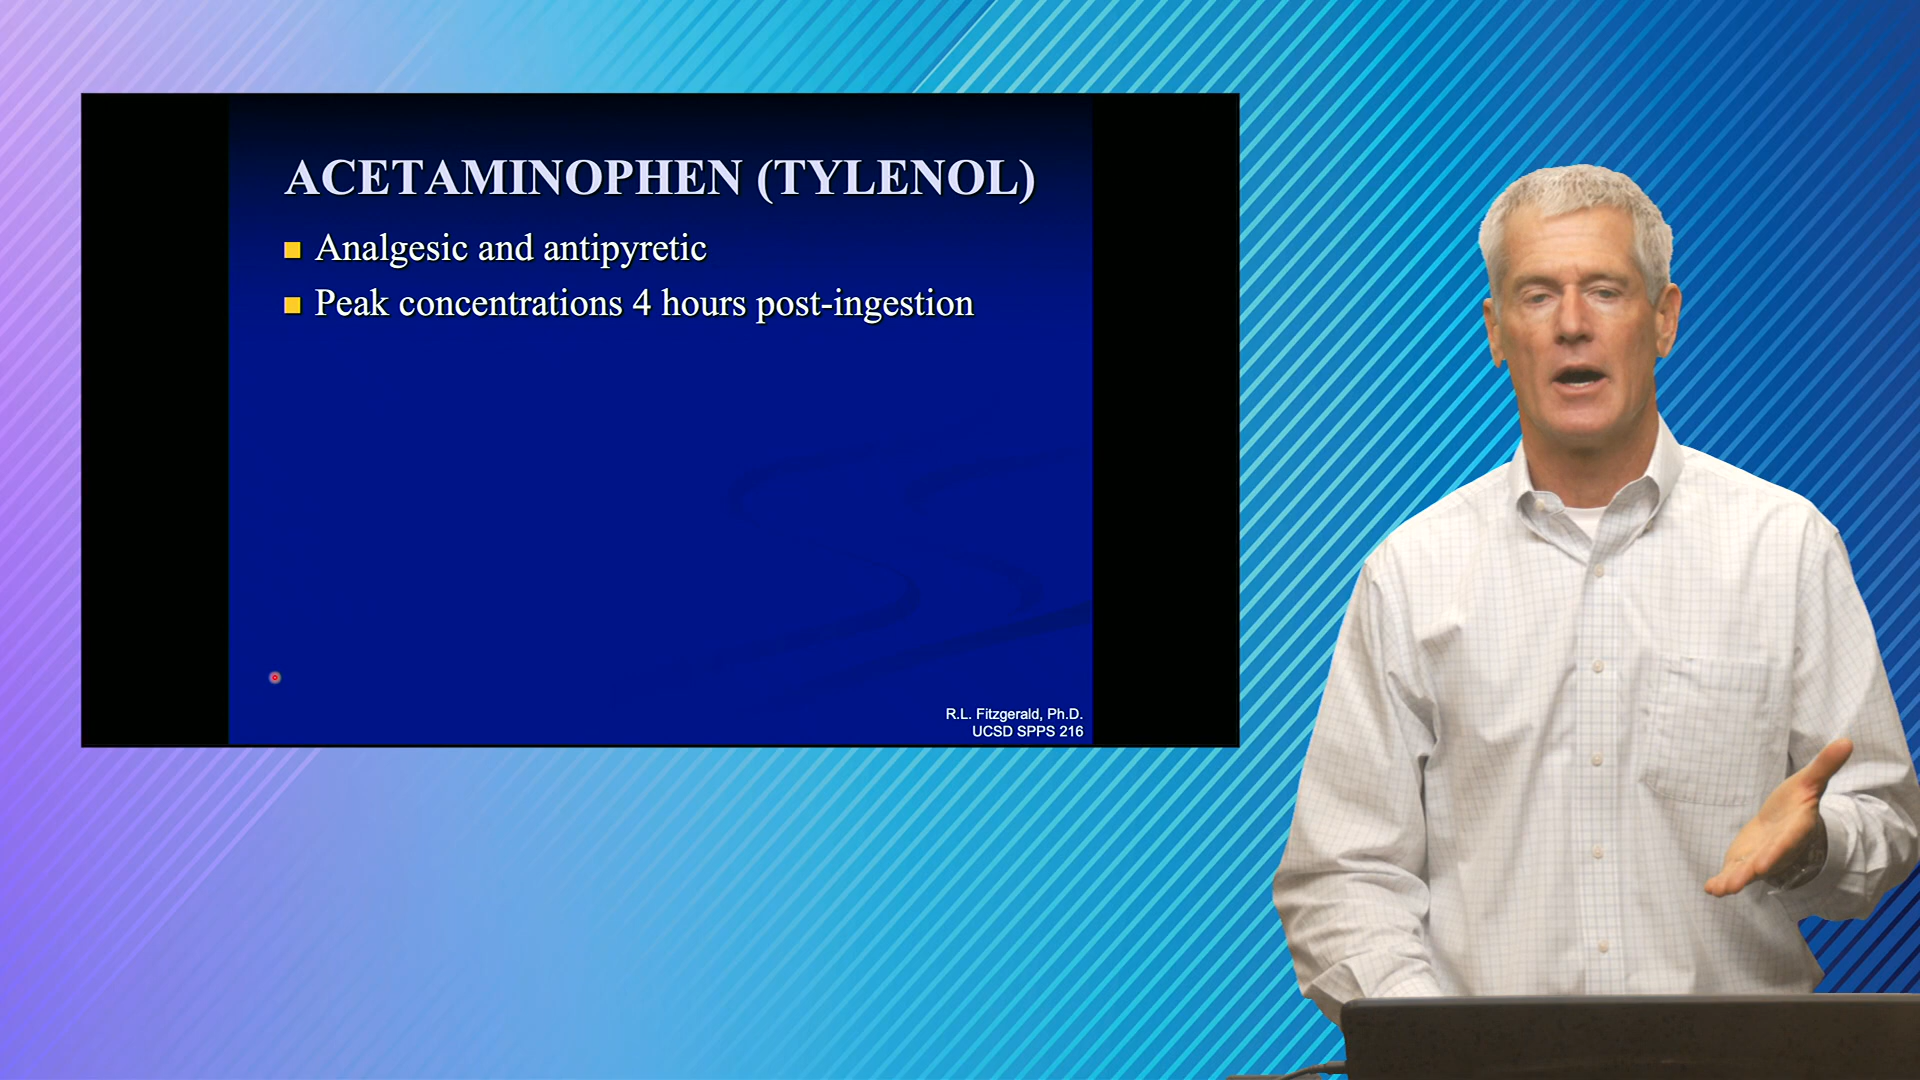 ACETAMINOPHEN (TYLENOL)
Analgesic and antipyretic
Peak concentrations 4 hours post-ingestion
R.L. Fitzgerald, Ph.D.
UCSD SPPS 216